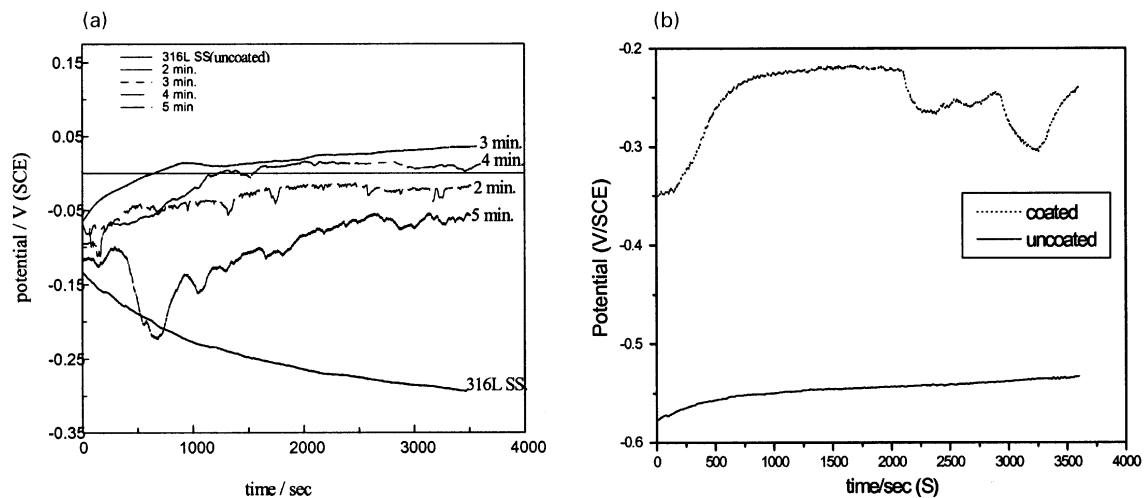 (a)
316L SS(uncoated)
2 min.
3 min.
4 min.
5 min
0.15
0.05
-0.05
-0.15
-0.25
-0.35
0
1000
2000
3000
4000
3 min.
4 min.
2 min.
5 min.
316L SS.
potential / V (SCE)
time / sec
(b)
-0.2
-0.3
-0.4
-0.5
-0.6
0
500
1000
1500
2000
2500
3000
3500
4000
coated
uncoated
Potential (V/SCE)
time/sec (S)